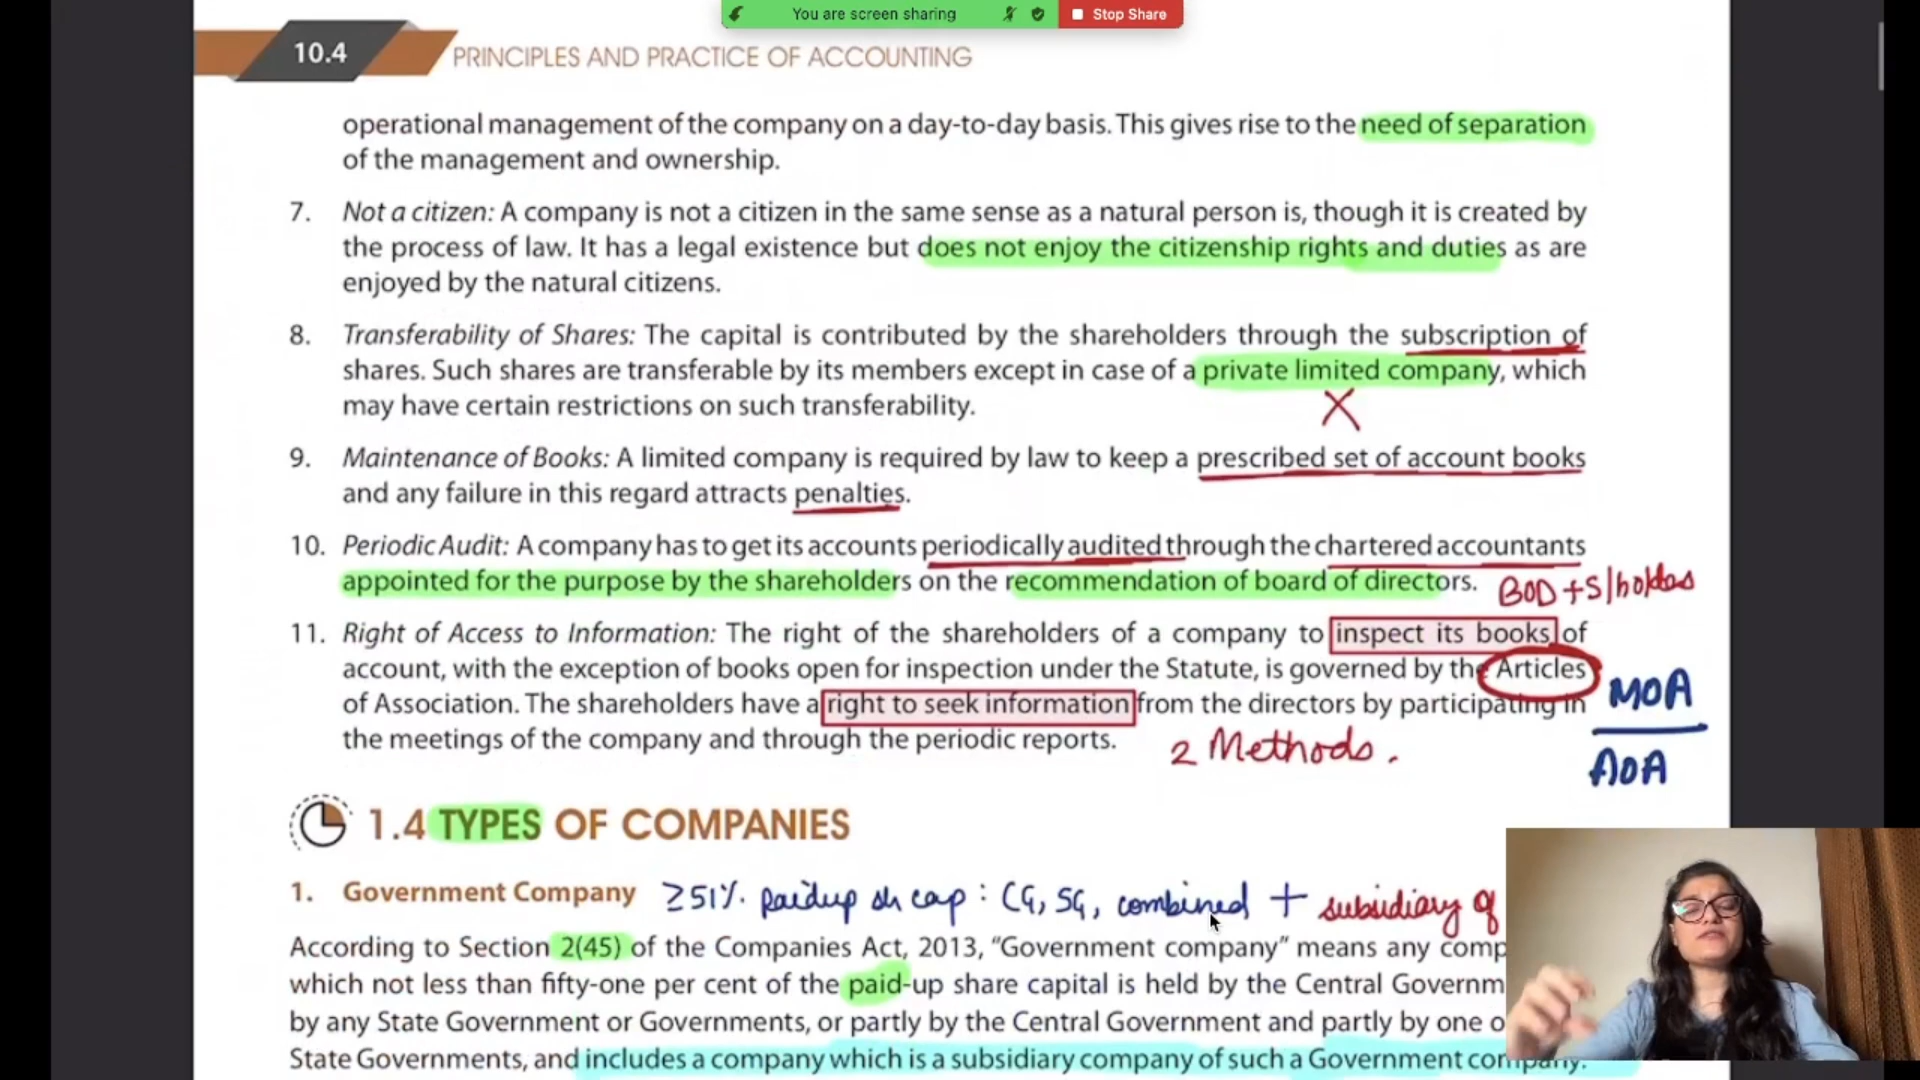 You are screen sharing
Stop Share
10.4
PRINCIPLES AND PRACTICE OF ACCOUNTING
operational management of the company on a day-to-day basis. This gives rise to the need of separation
of the management and ownership.
7. Not a citizen: A company is not a citizen in the same sense as a natural person is, though it is created by
the process of law. It has a legal existence but does not enjoy the citizenship rights and duties as are
enjoyed by the natural citizens.
8. Transferability of Shares: The capital is contributed by the shareholders through the subscription of
shares. Such shares are transferable by its members except in case of a private limited company, which
may have certain restrictions on such transferability.
X
9. Maintenance of Books: A limited company is required by law to keep a prescribed set of account books
and any failure in this regard attracts penalties.
10. Periodic Audit: A company has to get its accounts periodically audited through the chartered accountants
appointed for the purpose by the shareholders on the recommendation of board of directors. BOD + S/holders
11. Right of Access to Information: The right of the shareholders of a company to inspect its books of
account, with the exception of books open for inspection under the Statute, is governed by the Articles
of Association. The shareholders have a right to seek information from the directors by participating in
MOA
the meetings of the company and through the periodic reports. 2 Methods.
AOA
1.4 TYPES OF COMPANIES
1. Government Company ≥51%. Paidup sh cap : CG, SG, combined + subsidiary of
According to Section 2(45) of the Companies Act, 2013, “Government company” means any comp
which not less than fifty-one per cent of the paid-up share capital is held by the Central Governm
by any State Government or Governments, or partly by the Central Government and partly by one o
State Governments, and includes a company which is a subsidiary company of such a Government company.